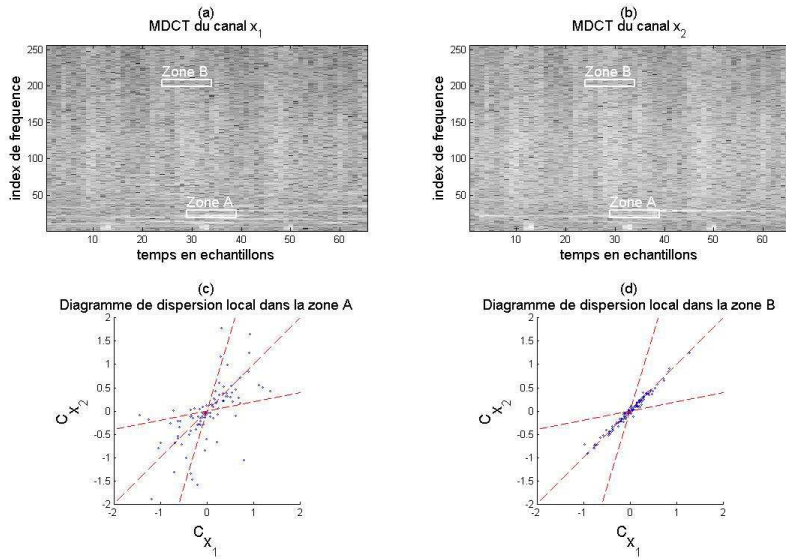 (a)
MDCT du canal x1
250
200
150
100
50
index de frequence
Zone B
Zone A
10 20 30 40 50 60
temps en echantillons
(b)
MDCT du canal x2
250
200
150
100
50
index de frequence
Zone B
Zone A
10 20 30 40 50 60
temps en echantillons
(c)
Diagramme de dispersion local dans la zone A
2
1.5
1
0.5
0
-0.5
-1
-1.5
-2
Cx2
-2 -1 0 1 2
Cx1
(d)
Diagramme de dispersion local dans la zone B
2
1.5
1
0.5
0
-0.5
-1
-1.5
-2
Cx2
-2 -1 0 1 2
Cx1